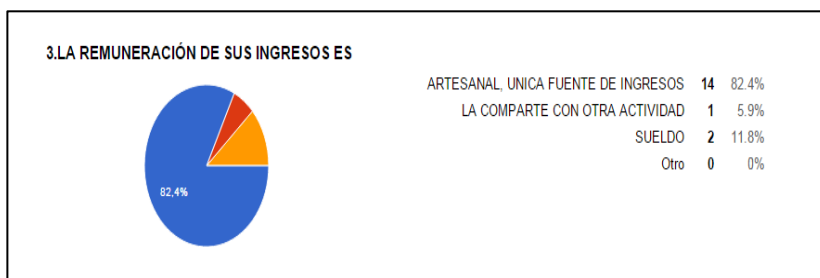 3.LA REMUNERACIÓN DE SUS INGRESOS ES
ARTESANAL, UNICA FUENTE DE INGRESOS 14 82.4%
LA COMPARTE CON OTRA ACTIVIDAD 1 5.9%
SUELDO 2 11.8%
Otro 0 0%
82,4%